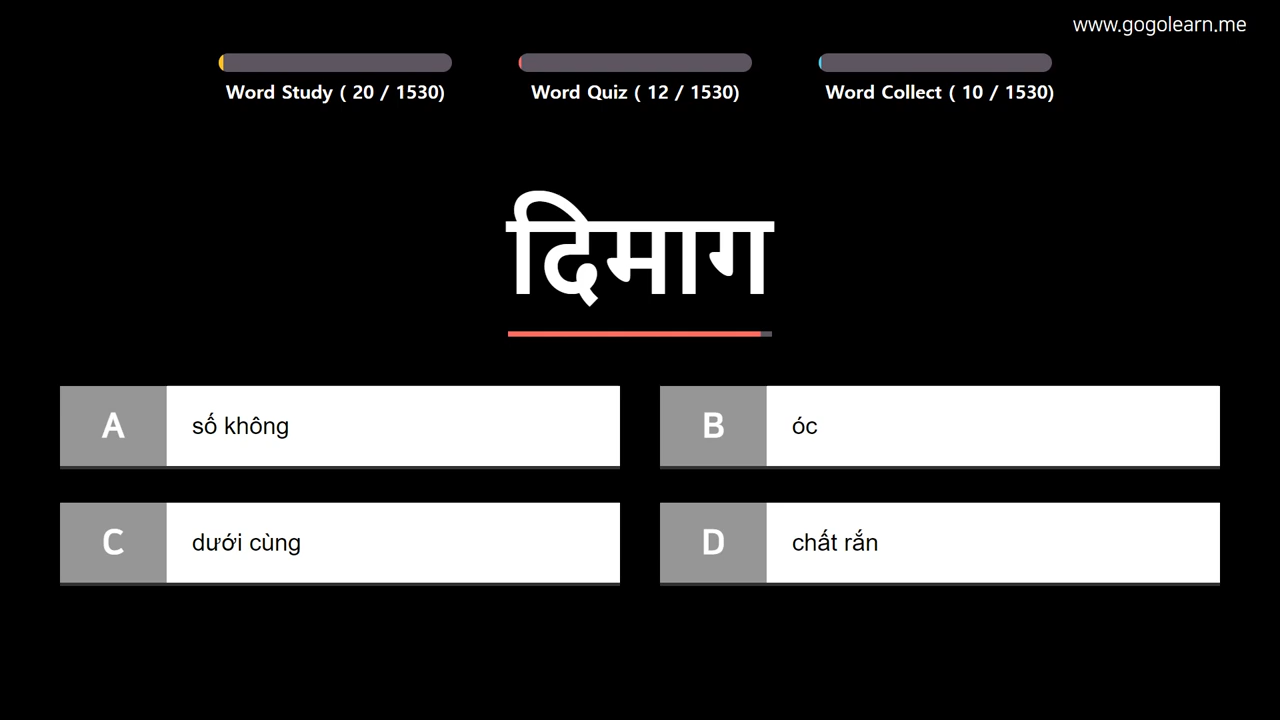 www.gogolearn.me
Word Study ( 20 / 1530)
Word Quiz ( 12 / 1530)
Word Collect ( 10 / 1530)
दिमाग
A
số không
B
óc
C
dưới cùng
D
chất rắn